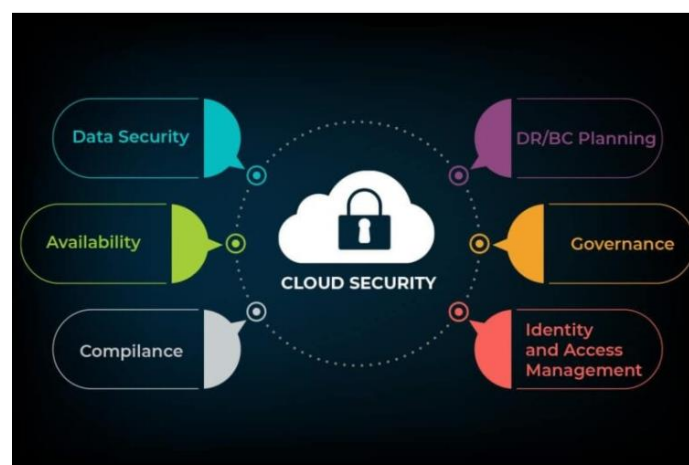 Data Security
DR/BC Planning
Availability
Governance
CLOUD SECURITY
Compilance
Identity
and Access
Management